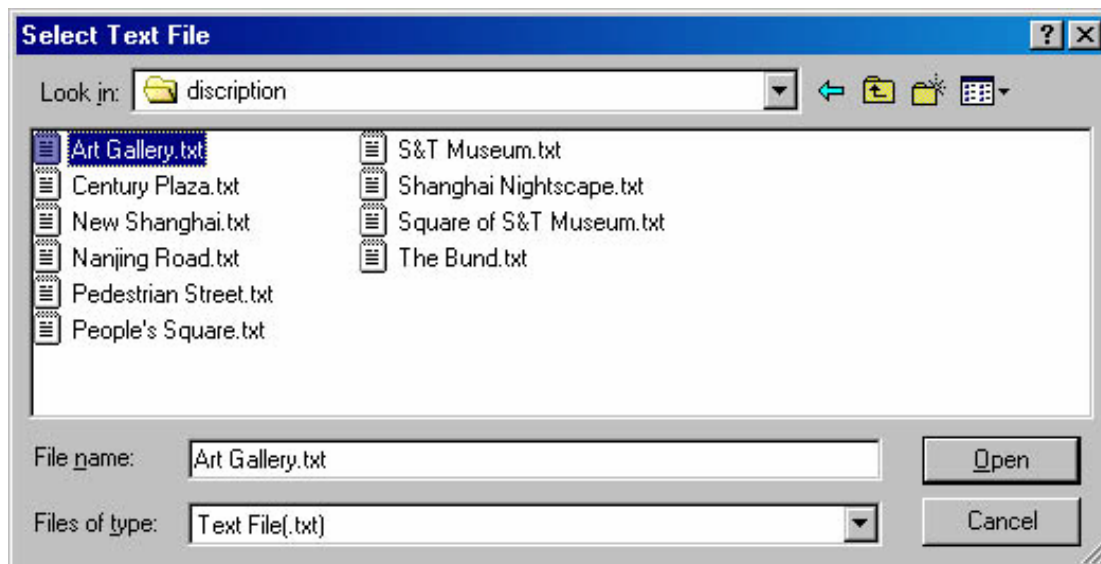 Select Text File
Look in: discription
Art Gallery.txt
Century Plaza.txt
New Shanghai.txt
Nanjing Road.txt
Pedestrian Street.txt
People's Square.txt
S&T Museum.txt
Shanghai Nightscape.txt
Square of S&T Museum.txt
The Bund.txt
File name: Art Gallery.txt
Open
Files of type: Text File(.txt)
Cancel